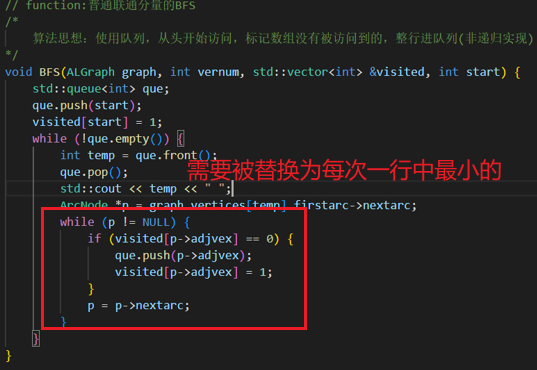 // function:普通联通分量的BFS
/*
算法思想: 使用队列, 从头开始访问, 标记数组没有被访问到的, 整行进队列(非递归实现)
*/
void BFS(ALGraph graph, int vernum, std::vector<int> &visited, int start) {
std::queue<int> que;
que.push(start);
visited[start] = 1;
while (!que.empty()) {
int temp = que.front();
que.pop();
需要被替换为每次一行中最小的
std::cout << temp << " ";
ArcNode *p = graph.vertices[temp].firstarc->nextarc;
while (p != NULL) {
if (visited[p->adjvex] == 0) {
que.push(p->adjvex);
visited[p->adjvex] = 1;
}
p = p->nextarc;
}
}
}